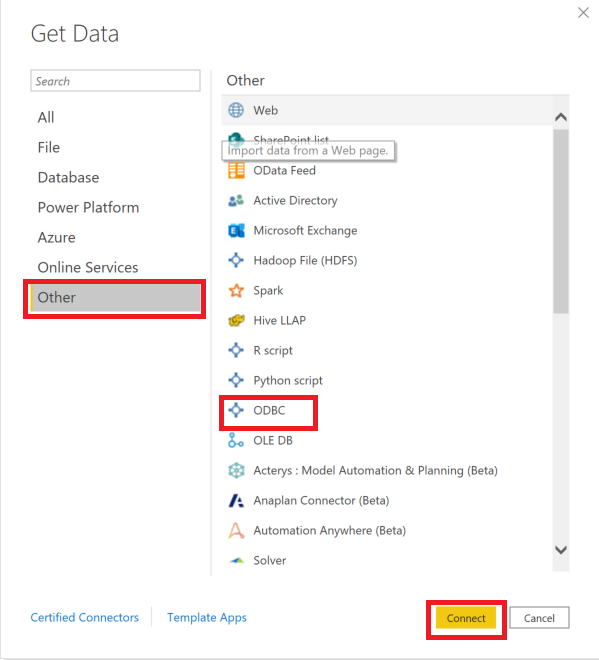 Get Data
Search
All
File
Database
Power Platform
Azure
Online Services
Other
Other
Web
SharePoint list
Import data from a Web page.
OData Feed
Active Directory
Microsoft Exchange
Hadoop File (HDFS)
Spark
Hive LLAP
R script
Python script
ODBC
OLE DB
Acterys : Model Automation & Planning (Beta)
Anaplan Connector (Beta)
Automation Anywhere (Beta)
Solver
Certified Connectors
Template Apps
Connect
Cancel